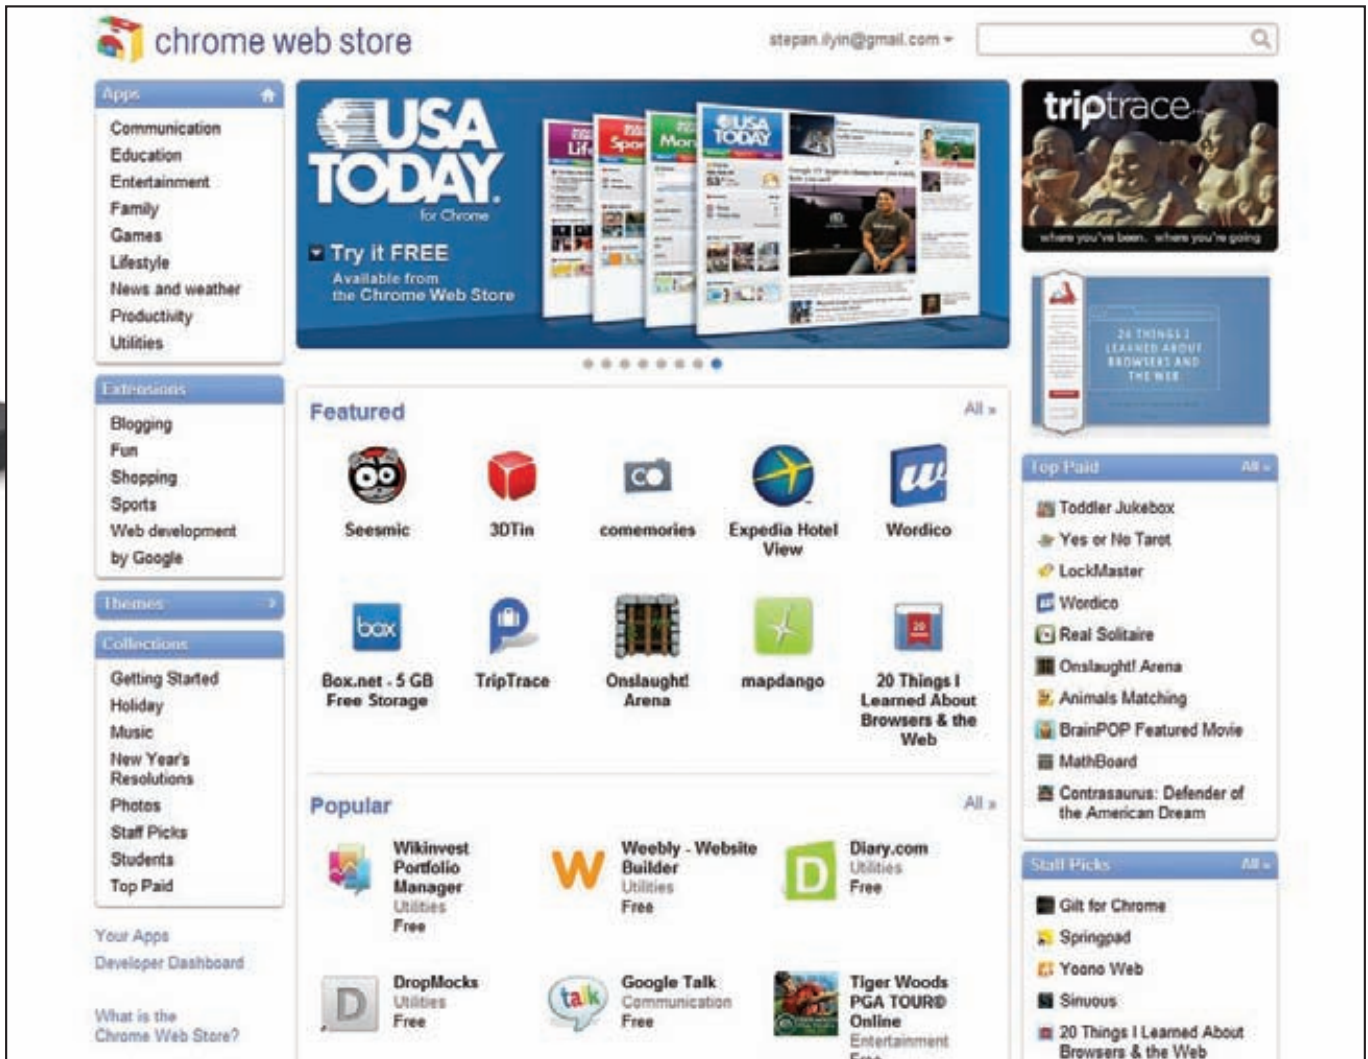 chrome web store
stepan.ilyin@gmail.com
Apps
Communication
Education
Entertainment
Family
Games
Lifestyle
News and weather
Productivity
Utilities
Extensions
Blogging
Fun
Shopping
Sports
Web development
by Google
Themes
Collections
Getting Started
Holiday
Music
New Year's
Resolutions
Photos
Staff Picks
Students
Top Paid
Your Apps
Developer Dashboard
What is the
Chrome Web Store?
USA
TODAY.
for Chrome
Try it FREE
Available from
the Chrome Web Store
USA
TODAY
Featured
All »
Seesmic
3DTin
CO
comemories
Expedia Hotel
View
W
Wordico
box
Box.net - 5 GB
Free Storage
TripTrace
Onslaught!
Arena
mapdango
20
20 Things I
Learned About
Browsers & the
Web
Popular
All »
Wikinvest
Portfolio
Manager
Utilities
Free
W
Weebly - Website
Builder
Utilities
Free
D
Diary.com
Utilities
Free
D
DropMocks
Utilities
Free
talk
Google Talk
Communication
Free
Tiger Woods
PGA TOUR®
Online
Entertainment
Free
triptrace
where you've been. where you're going
20 THINGS I
LEARNED ABOUT
BROWSERS AND
THE WEB
Top Paid
All »
Toddler Jukebox
Yes or No Tarot
LockMaster
Wordico
Real Solitaire
Onslaught! Arena
Animals Matching
BrainPOP Featured Movie
MathBoard
Contrasaurus: Defender of
the American Dream
Staff Picks
All »
Gilt for Chrome
Springpad
Yoono Web
Sinuous
20 Things I Learned About
Browsers & the Web